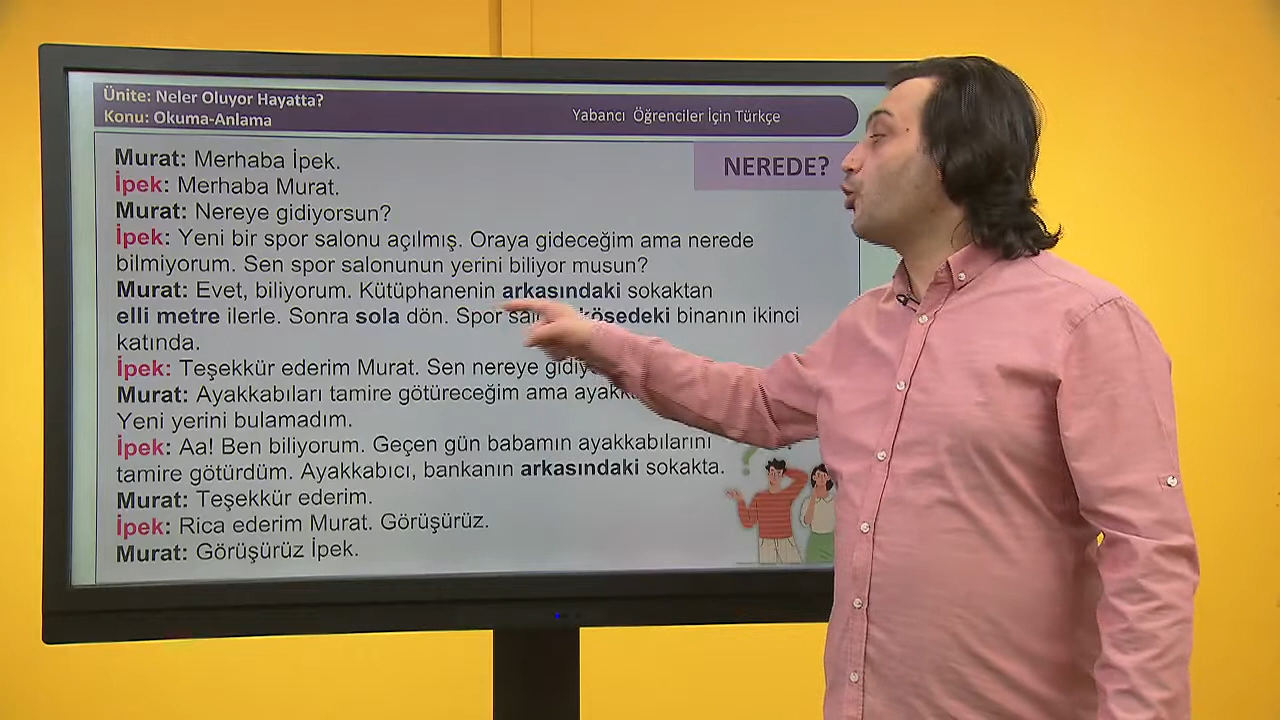 Ünite: Neler Oluyor Hayatta?
Konu: Okuma-Anlama
Yabancı Öğrenciler İçin Türkçe
NEREDE?
Murat: Merhaba İpek.
İpek: Merhaba Murat.
Murat: Nereye gidiyorsun?
İpek: Yeni bir spor salonu açılmış. Oraya gideceğim ama nerede
bilmiyorum. Sen spor salonunun yerini biliyor musun?
Murat: Evet, biliyorum. Kütüphanenin arkasındaki sokaktan
elli metre ilerle. Sonra sola dön. Spor köşedeki binanın ikinci
katında.
İpek: Teşekkür ederim Murat. Sen nereye
Murat: Ayakkabıları tamire götüreceğim ama
Yeni yerini bulamadım.
İpek: Aa! Ben biliyorum. Geçen gün babamın ayakkabılarını
tamire götürdüm. Ayakkabıcı, bankanın arkasındaki sokakta.
Murat: Teşekkür ederim.
İpek: Rica ederim Murat. Görüşürüz.
Murat: Görüşürüz İpek.